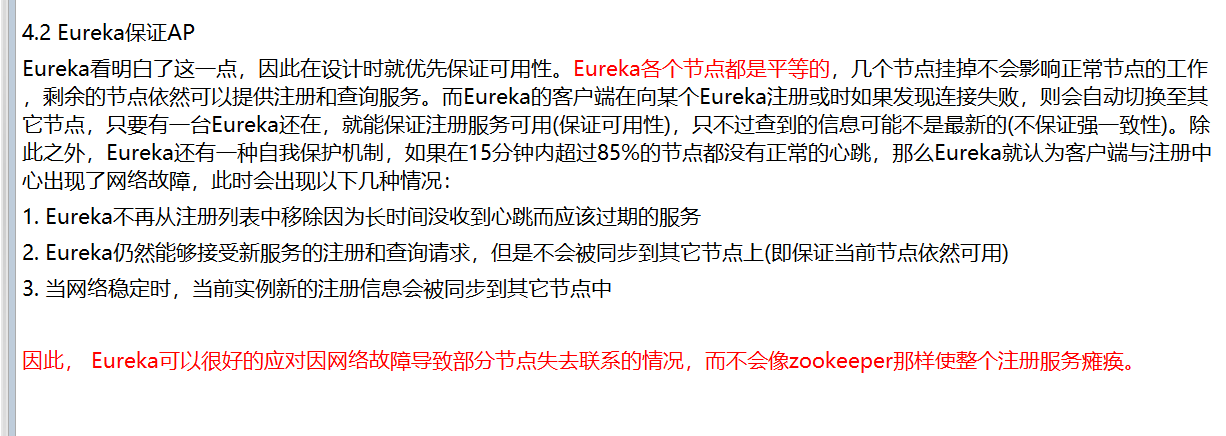 4.2 Eureka保证AP
Eureka看明白了这一点，因此在设计时就优先保证可用性。Eureka各个节点都是平等的，几个节点挂掉不会影响正常节点的工作
，剩余的节点依然可以提供注册和查询服务。而Eureka的客户端在向某个Eureka注册或时如果发现连接失败，则会自动切换至其
它节点，只要有一台Eureka还在，就能保证注册服务可用(保证可用性)，只不过查到的信息可能不是最新的(不保证强一致性)。除
此之外，Eureka还有一种自我保护机制，如果在15分钟内超过85%的节点都没有正常的心跳，那么Eureka就认为客户端与注册中
心出现了网络故障，此时会出现以下几种情况：
1. Eureka不再从注册列表中移除因为长时间没收到心跳而应该过期的服务
2. Eureka仍然能够接受新服务的注册和查询请求，但是不会被同步到其它节点上(即保证当前节点依然可用)
3. 当网络稳定时，当前实例新的注册信息会被同步到其它节点中
因此， Eureka可以很好的应对因网络故障导致部分节点失去联系的情况，而不会像zookeeper那样使整个注册服务瘫痪。